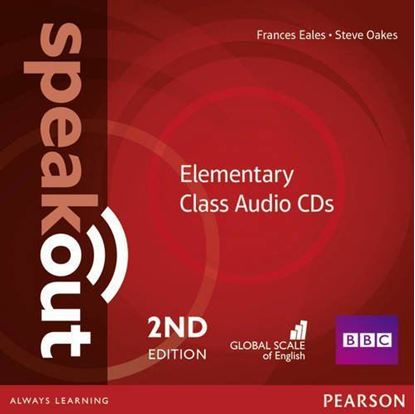 Frances Eales • Steve Oakes
speakout
Elementary
Class Audio CDs
2ND
EDITION
GLOBAL SCALE
of English
BBC
ALWAYS LEARNING
PEARSON